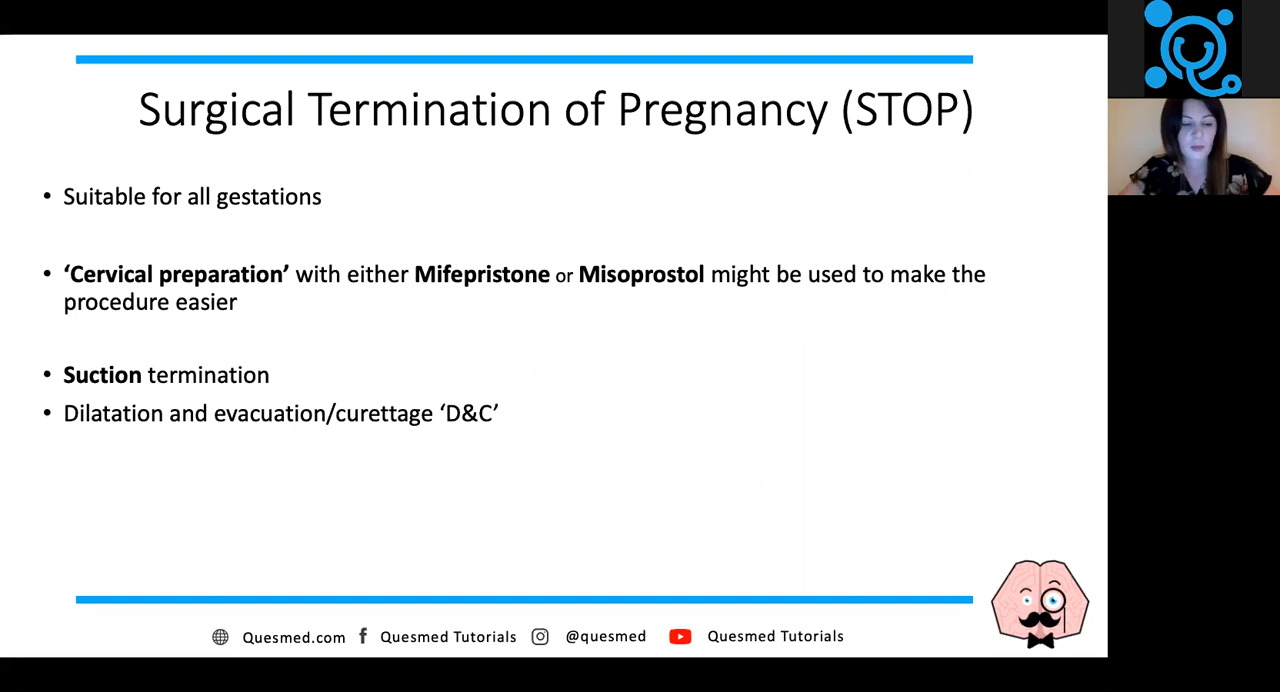 Surgical Termination of Pregnancy (STOP)
• Suitable for all gestations
• ‘Cervical preparation’ with either Mifepristone or Misoprostol might be used to make the
procedure easier
• Suction termination
• Dilatation and evacuation/curettage ‘D&C’
Quesmed.com f Quesmed Tutorials @quesmed Quesmed Tutorials